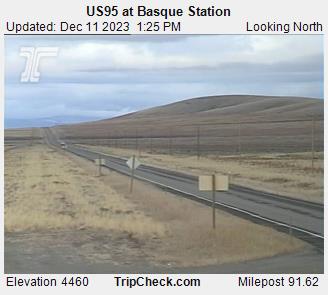 US95 at Basque Station
Updated: Dec 11 2023  1:25 PM Looking North
Elevation 4460 TripCheck.com Milepost 91.62